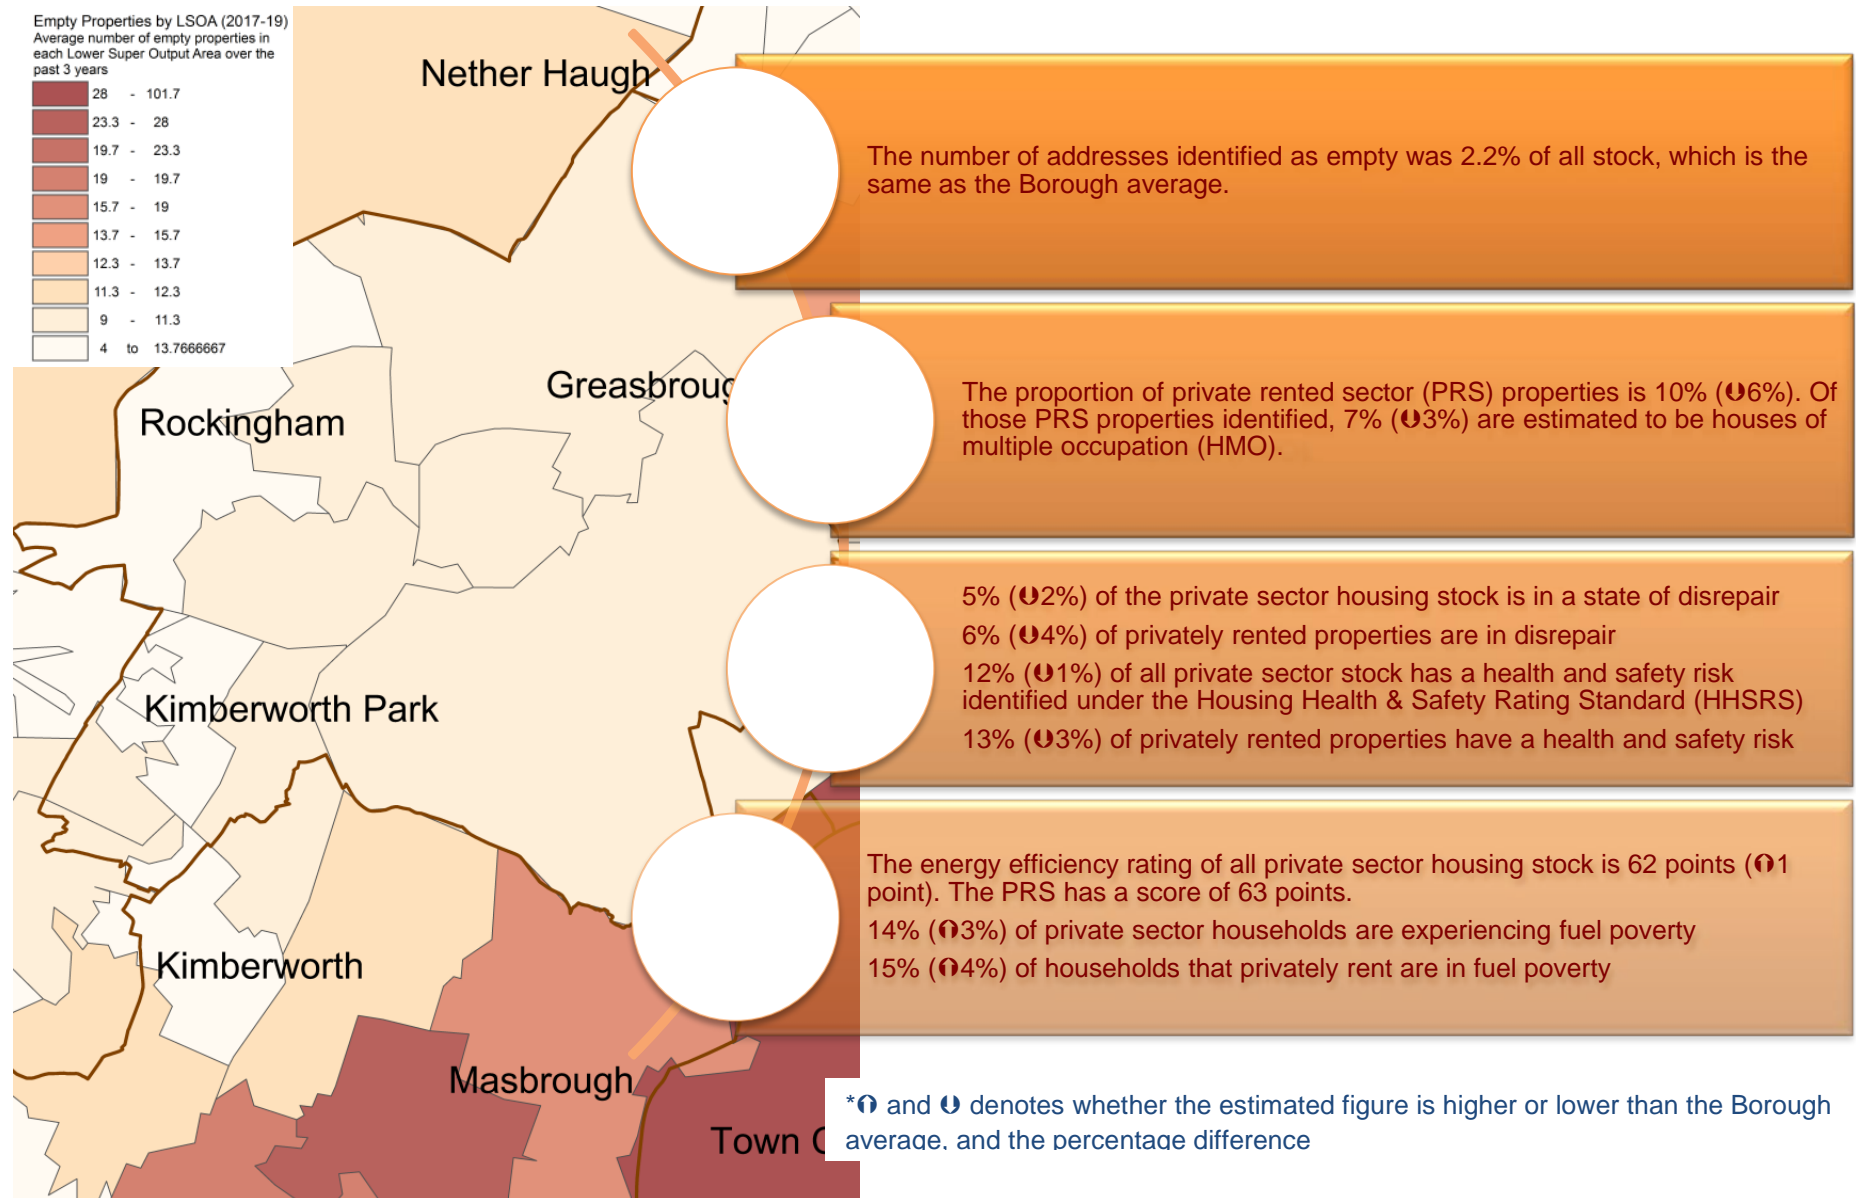 Empty Properties by LSOA (2017-19)
Average number of empty properties in
each Lower Super Output Area over the
past 3 years
28 - 101.7
23.3 - 28
19.7 - 23.3
19 - 19.7
15.7 - 19
13.7 - 15.7
12.3 - 13.7
11.3 - 12.3
9 - 11.3
4 to 13.7666667
Nether Haugh
Greasbroug
Rockingham
Kimberworth Park
Kimberworth
Masbrough
Town C
The number of addresses identified as empty was 2.2% of all stock, which is the
same as the Borough average.
The proportion of private rented sector (PRS) properties is 10% (⮋6%). Of
those PRS properties identified, 7% (⮋3%) are estimated to be houses of
multiple occupation (HMO).
5% (⮋2%) of the private sector housing stock is in a state of disrepair
6% (⮋4%) of privately rented properties are in disrepair
12% (⮋1%) of all private sector stock has a health and safety risk
identified under the Housing Health & Safety Rating Standard (HHSRS)
13% (⮋3%) of privately rented properties have a health and safety risk
The energy efficiency rating of all private sector housing stock is 62 points (⮉1
point). The PRS has a score of 63 points.
14% (⮉3%) of private sector households are experiencing fuel poverty
15% (⮉4%) of households that privately rent are in fuel poverty
*⮉ and ⮋ denotes whether the estimated figure is higher or lower than the Borough
average, and the percentage difference